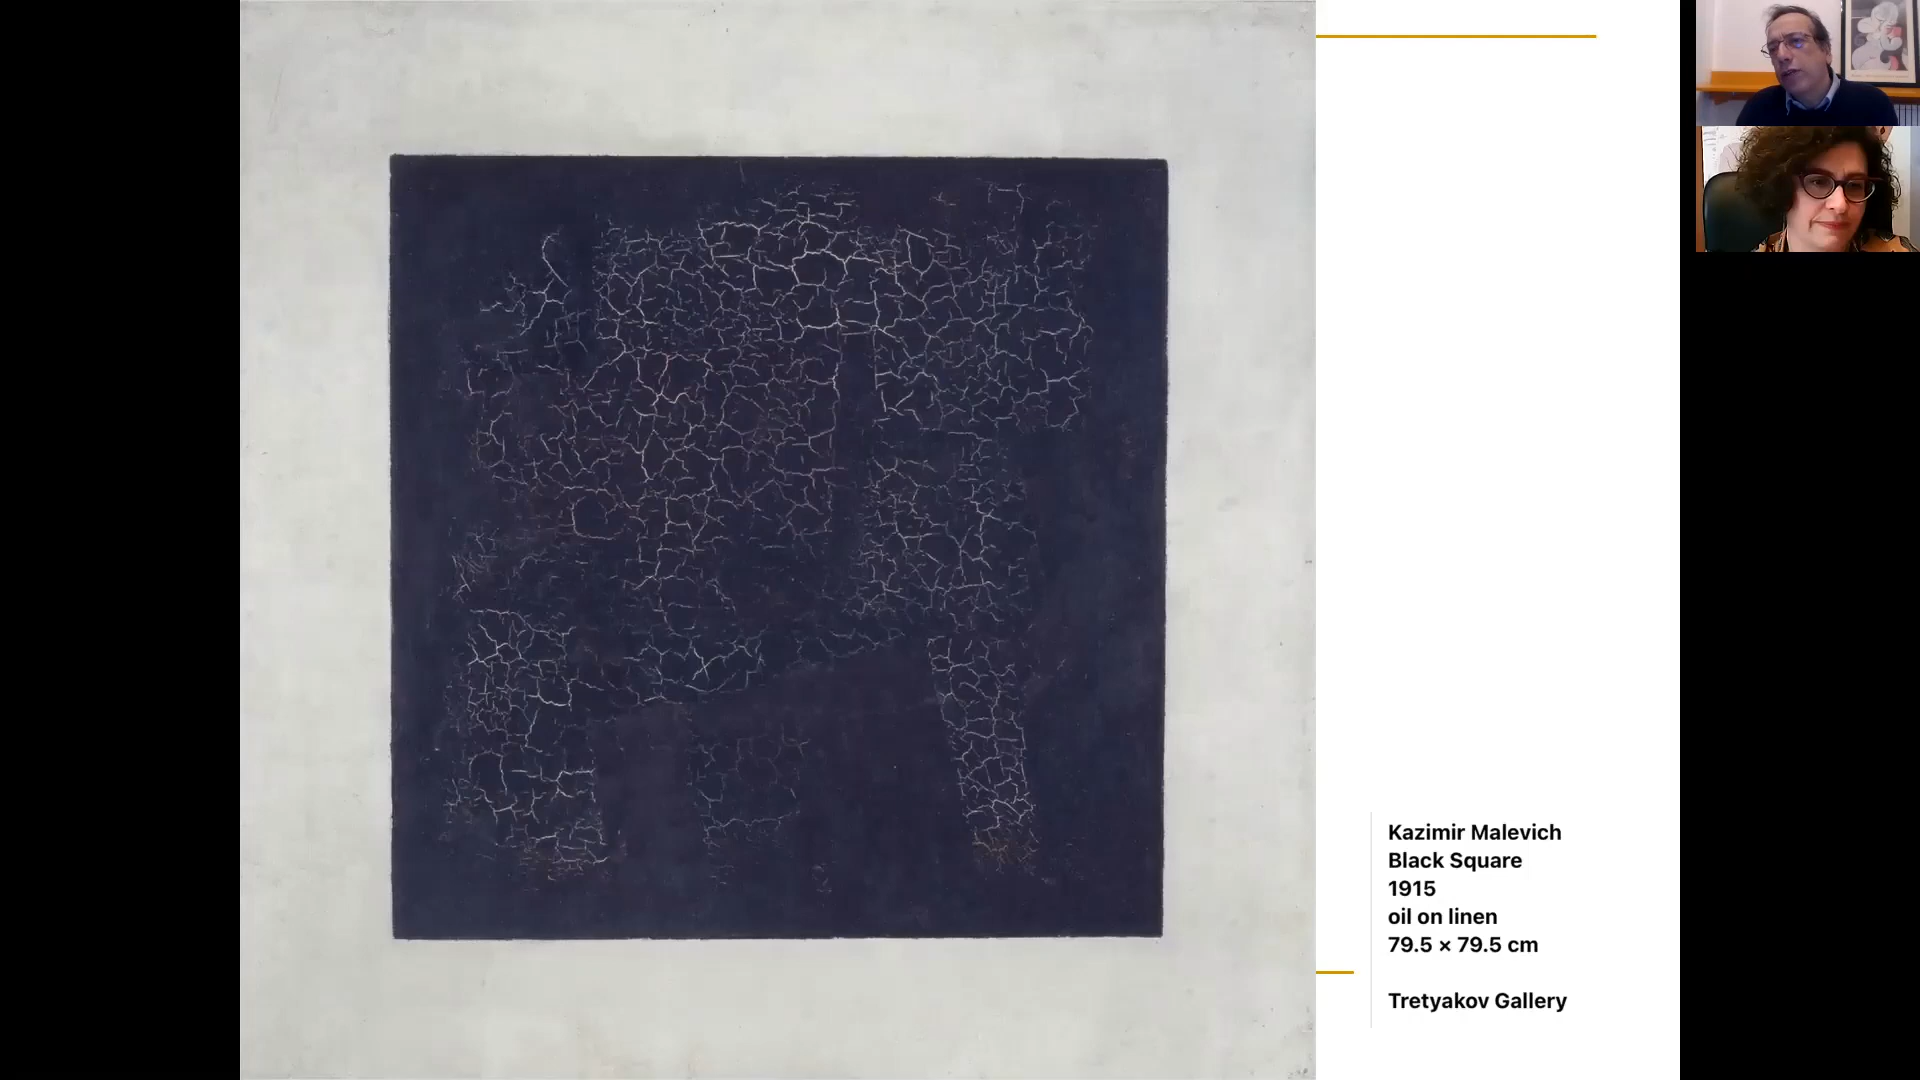 Kazimir Malevich
Black Square
1915
oil on linen
79.5 × 79.5 cm
Tretyakov Gallery